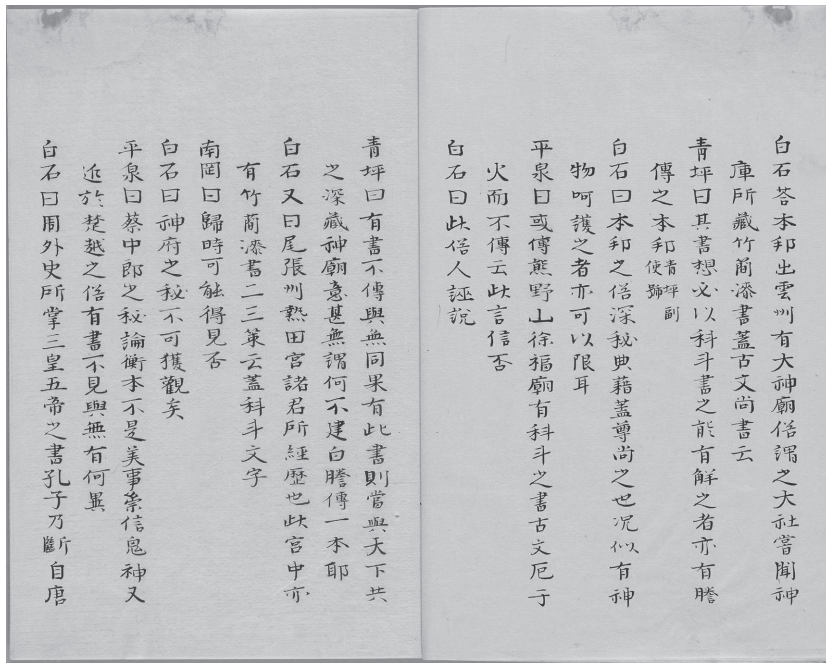 白石答本邦出雲州有大神廟俗謂之大社嘗聞神
庫所藏竹簡漆書蓋古文尚書云
青坪曰其書想必以科斗書之能有解之者亦有謄
傳之本邦青坪副使號
白石曰本邦之俗深秘典藉蓋尊尚之也况似有神
物呵護之者亦可以限耳
平泉曰或傳熊野山徐福廟有科斗之書古文厄于
火而不傳云此言信否
白石曰此俗人誣說
青坪曰有書不傳與無同果有此書則當與天下共
之深藏神廟意甚無謂何不建白謄傳一本耶
白石又曰尾張州熱田宮諸君所經歷也此宮中亦
有竹簡漆書二三策云蓋科斗文字
南罔曰歸時可能得見否
白石曰神府之秘不可獲觀矣
平泉曰蔡中郎之秘論衡本不是美事崇信鬼神又
近於楚越之俗有書不見與無有何異
白石曰周外史所掌三皇五帝之書孔子乃斷自唐